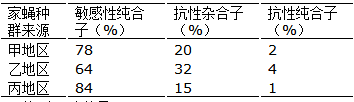 家蝇种群来源 敏感性纯合子（%） 抗性杂合子（%） 抗性纯合子（%）
甲地区 78 20 2
乙地区 64 32 4
丙地区 84 15 1